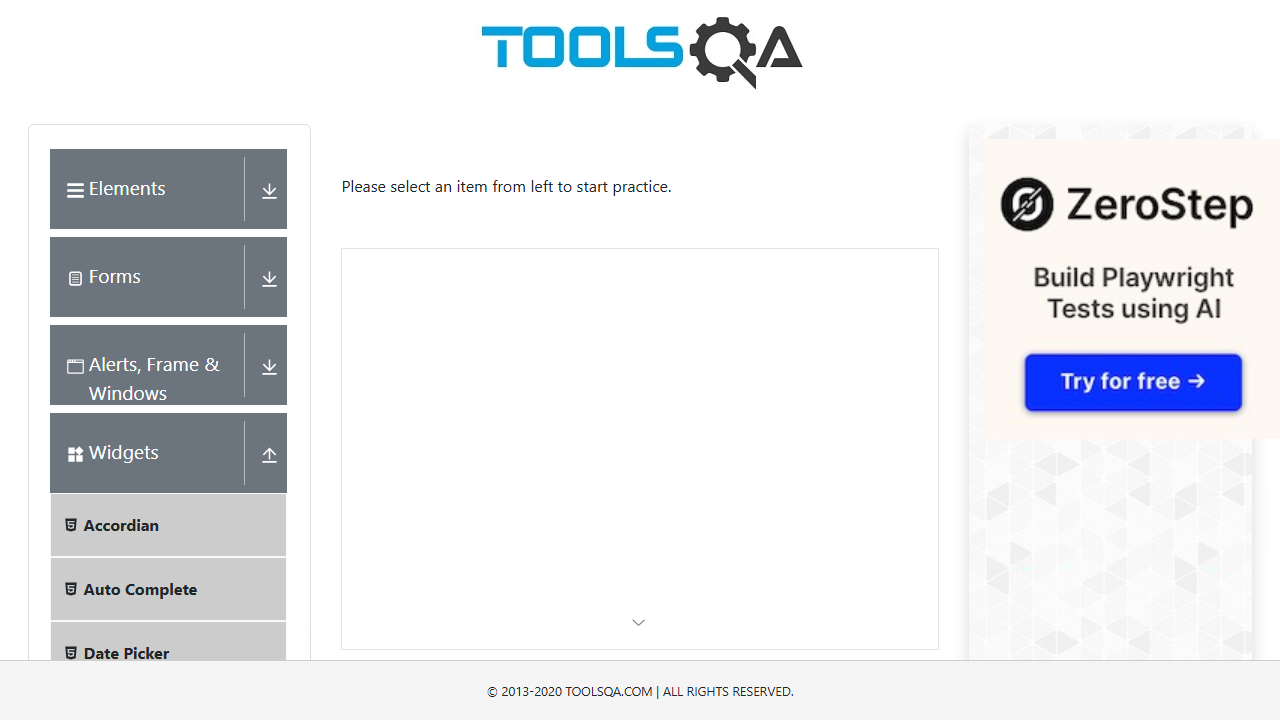 TOOLSQA
Elements
Forms
Alerts, Frame &
Windows
Widgets
Accordian
Auto Complete
Date Picker
Please select an item from left to start practice.
ZeroStep
Build Playwright
Tests using AI
Try for free →
© 2013-2020 TOOLSQA.COM | ALL RIGHTS RESERVED.